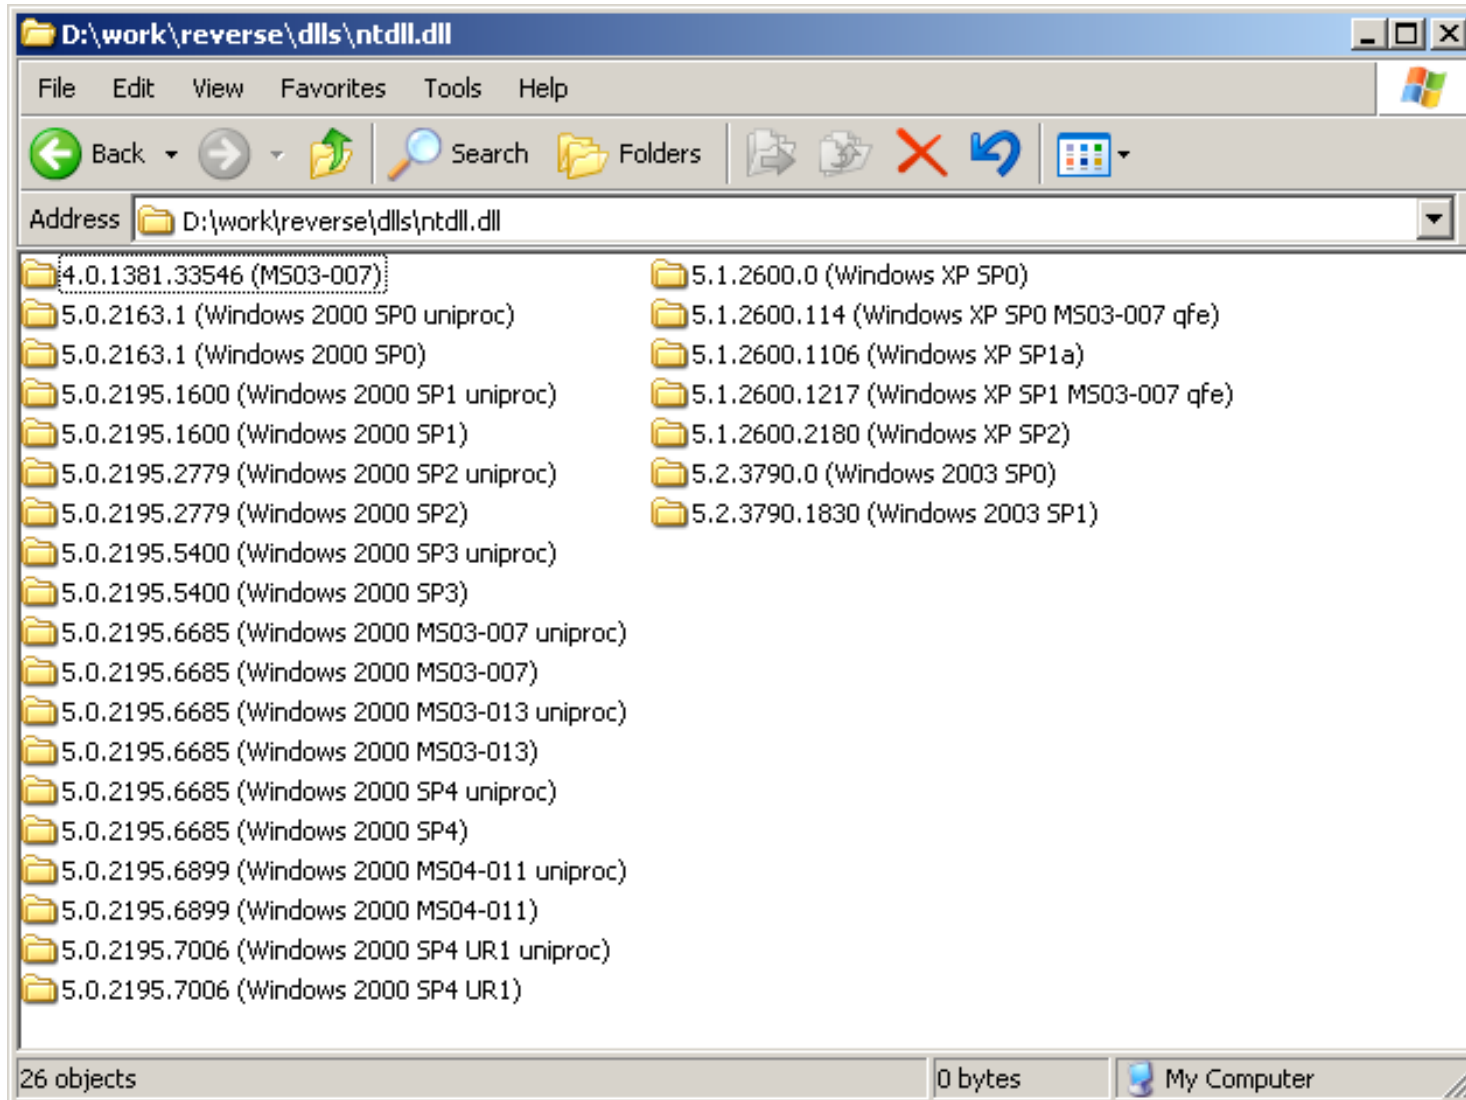 D:\work\reverse\dlls\ntdll.dll
File Edit View Favorites Tools Help
Back Search Folders
Address D:\work\reverse\dlls\ntdll.dll
4.0.1381.33546 (MS03-007)
5.0.2163.1 (Windows 2000 SP0 uniproc)
5.0.2163.1 (Windows 2000 SP0)
5.0.2195.1600 (Windows 2000 SP1 uniproc)
5.0.2195.1600 (Windows 2000 SP1)
5.0.2195.2779 (Windows 2000 SP2 uniproc)
5.0.2195.2779 (Windows 2000 SP2)
5.0.2195.5400 (Windows 2000 SP3 uniproc)
5.0.2195.5400 (Windows 2000 SP3)
5.0.2195.6685 (Windows 2000 MS03-007 uniproc)
5.0.2195.6685 (Windows 2000 MS03-007)
5.0.2195.6685 (Windows 2000 MS03-013 uniproc)
5.0.2195.6685 (Windows 2000 MS03-013)
5.0.2195.6685 (Windows 2000 SP4 uniproc)
5.0.2195.6685 (Windows 2000 SP4)
5.0.2195.6899 (Windows 2000 MS04-011 uniproc)
5.0.2195.6899 (Windows 2000 MS04-011)
5.0.2195.7006 (Windows 2000 SP4 UR1 uniproc)
5.0.2195.7006 (Windows 2000 SP4 UR1)
5.1.2600.0 (Windows XP SP0)
5.1.2600.114 (Windows XP SP0 MS03-007 qfe)
5.1.2600.1106 (Windows XP SP1a)
5.1.2600.1217 (Windows XP SP1 MS03-007 qfe)
5.1.2600.2180 (Windows XP SP2)
5.2.3790.0 (Windows 2003 SP0)
5.2.3790.1830 (Windows 2003 SP1)
26 objects 0 bytes My Computer